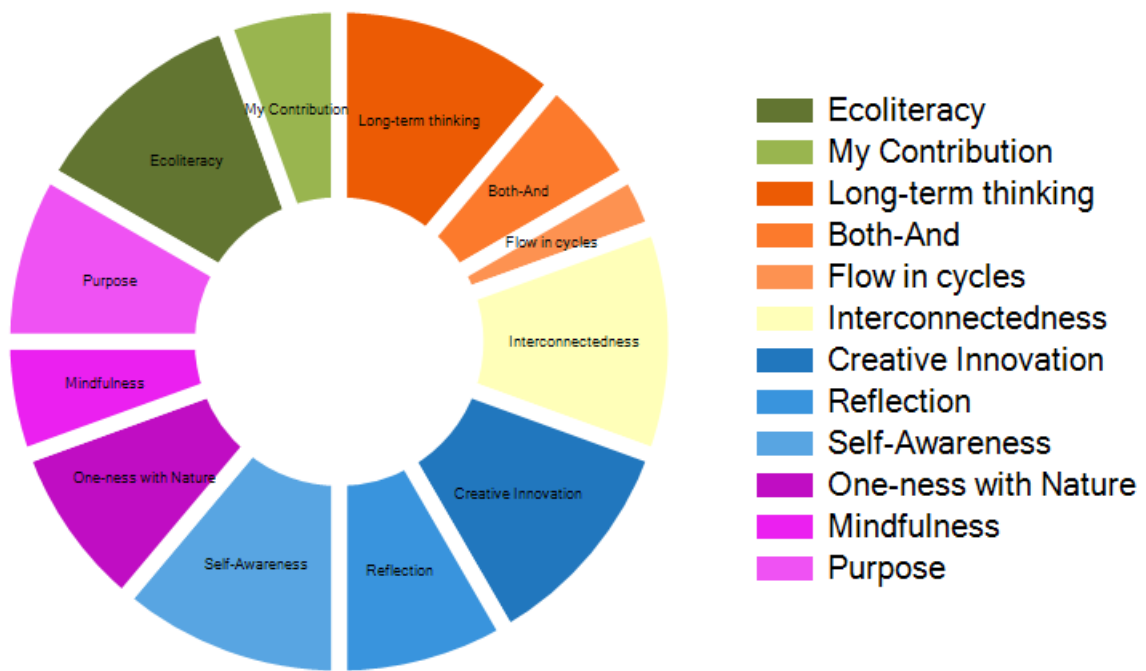 My Contribution
Long-term thinking
Ecoliteracy
Both-And
Flow in cycles
Purpose
Interconnectedness
Mindfulness
One-ness with Nature
Creative Innovation
Self-Awareness
Reflection
Ecoliteracy
My Contribution
Long-term thinking
Both-And
Flow in cycles
Interconnectedness
Creative Innovation
Reflection
Self-Awareness
One-ness with Nature
Mindfulness
Purpose